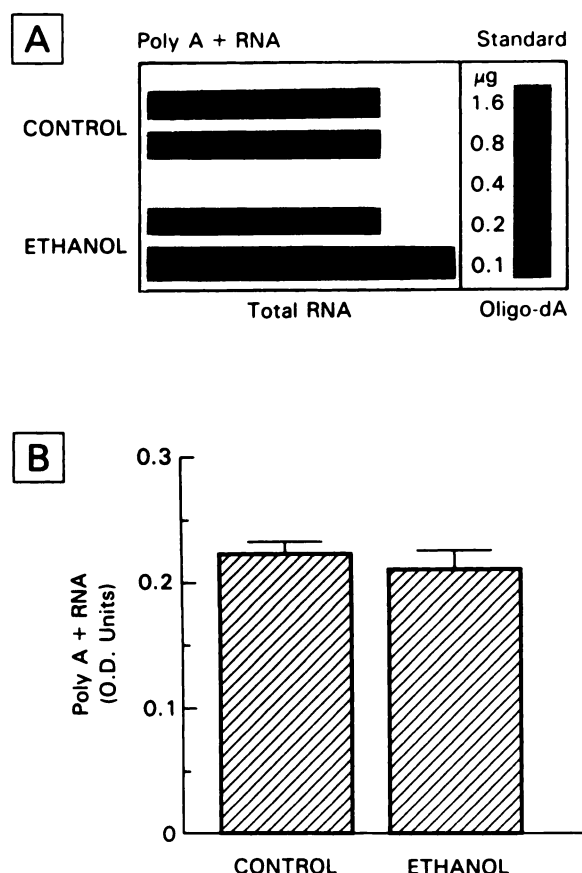 A
Poly A + RNA
Standard
µg
CONTROL
1.6
0.8
0.4
0.2
ETHANOL
0.1
Total RNA
Oligo-dA
B
Poly A + RNA
(O.D. Units)
0.3
0.2
0.1
0
CONTROL
ETHANOL